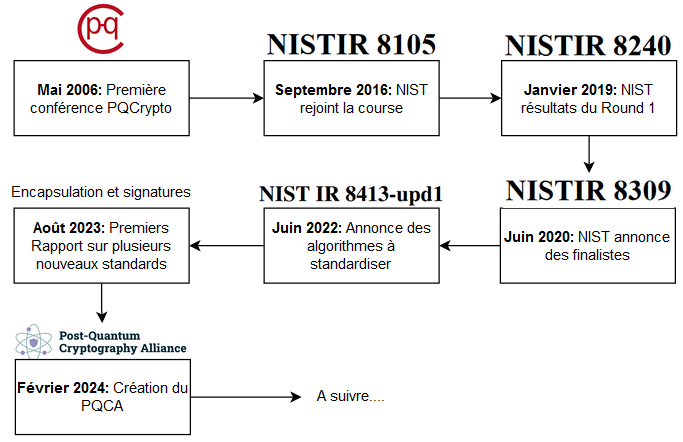 pq
NISTIR 8105
NISTIR 8240
Mai 2006: Première
conférence PQCrypto
Septembre 2016: NIST
rejoint la course
Janvier 2019: NIST
résultats du Round 1
NISTIR 8309
Juin 2020: NIST annonce
des finalistes
NIST IR 8413-upd1
Juin 2022: Annonce des
algorithmes à
standardiser
Encapsulation et signatures
Août 2023: Premiers
Rapport sur plusieurs
nouveaux standards
Post-Quantum
Cryptography Alliance
Février 2024: Création du
PQCA
A suivre....